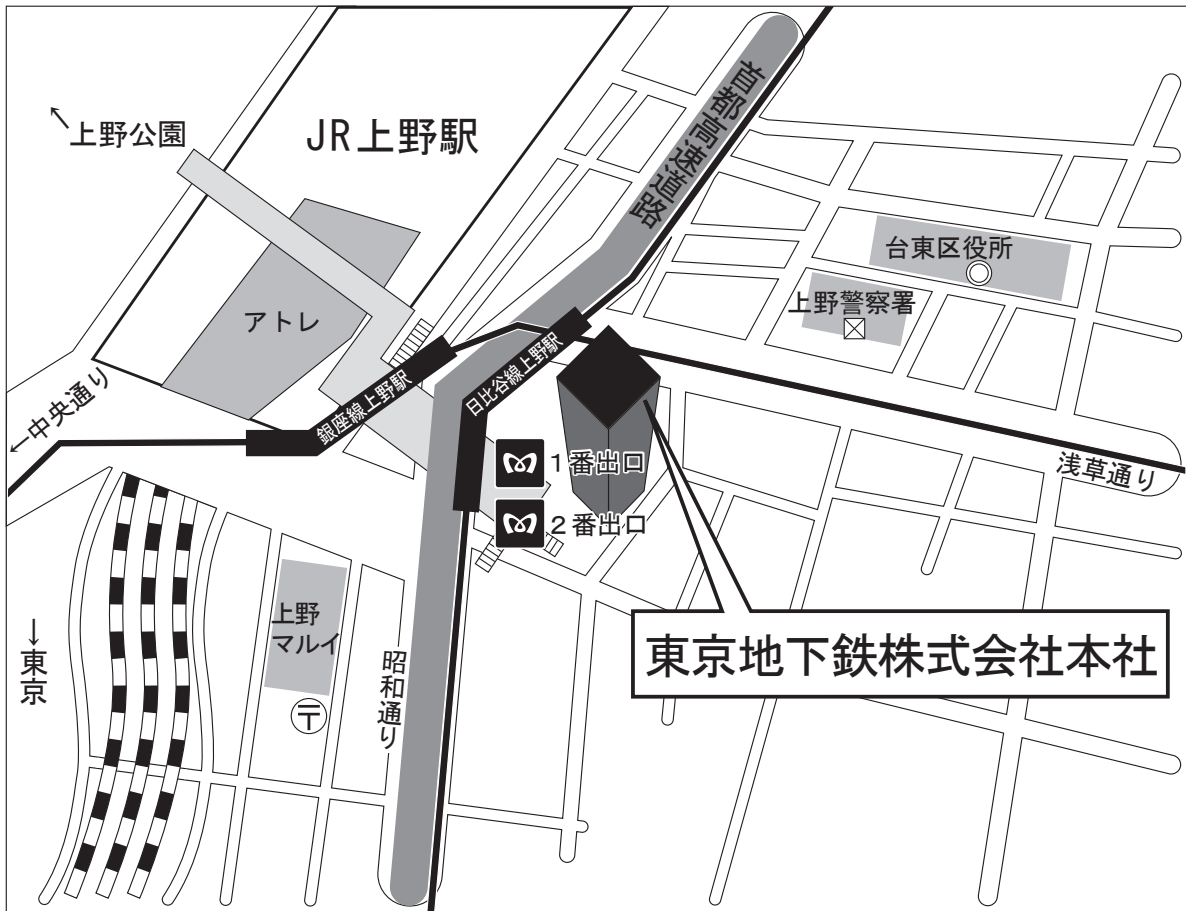 首都高速道路
JR上野駅
↖上野公園
台東区役所
上野警察署
アトレ
日比谷線上野駅
銀座線上野駅
←中央通り
1番出口
浅草通り
2番出口
上野
マルイ
←東京
昭和通り
東京地下鉄株式会社本社
〒